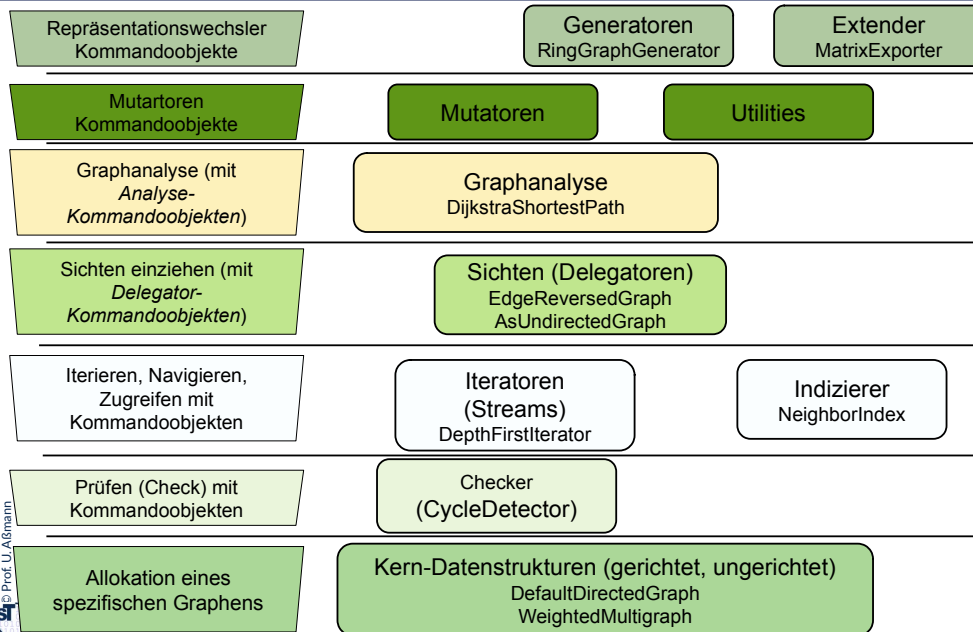 Repräsentationswechsler
Kommandoobjekte
Generatoren
RingGraphGenerator
Extender
MatrixExporter
Mutartoren
Kommandoobjekte
Mutatoren
Utilities
Graphanalyse (mit
Analyse-
Kommandoobjekten)
Graphanalyse
DijkstraShortestPath
Sichten einziehen (mit
Delegator-
Kommandoobjekten)
Sichten (Delegatoren)
EdgeReversedGraph
AsUndirectedGraph
Iterieren, Navigieren,
Zugreifen mit
Kommandoobjekten
Iteratoren
(Streams)
DepthFirstIterator
Indizierer
NeighborIndex
Prüfen (Check) mit
Kommandoobjekten
Checker
(CycleDetector)
Allokation eines
spezifischen Graphens
Kern-Datenstrukturen (gerichtet, ungerichtet)
DefaultDirectedGraph
WeightedMultigraph
© Prof. U. Aßmann